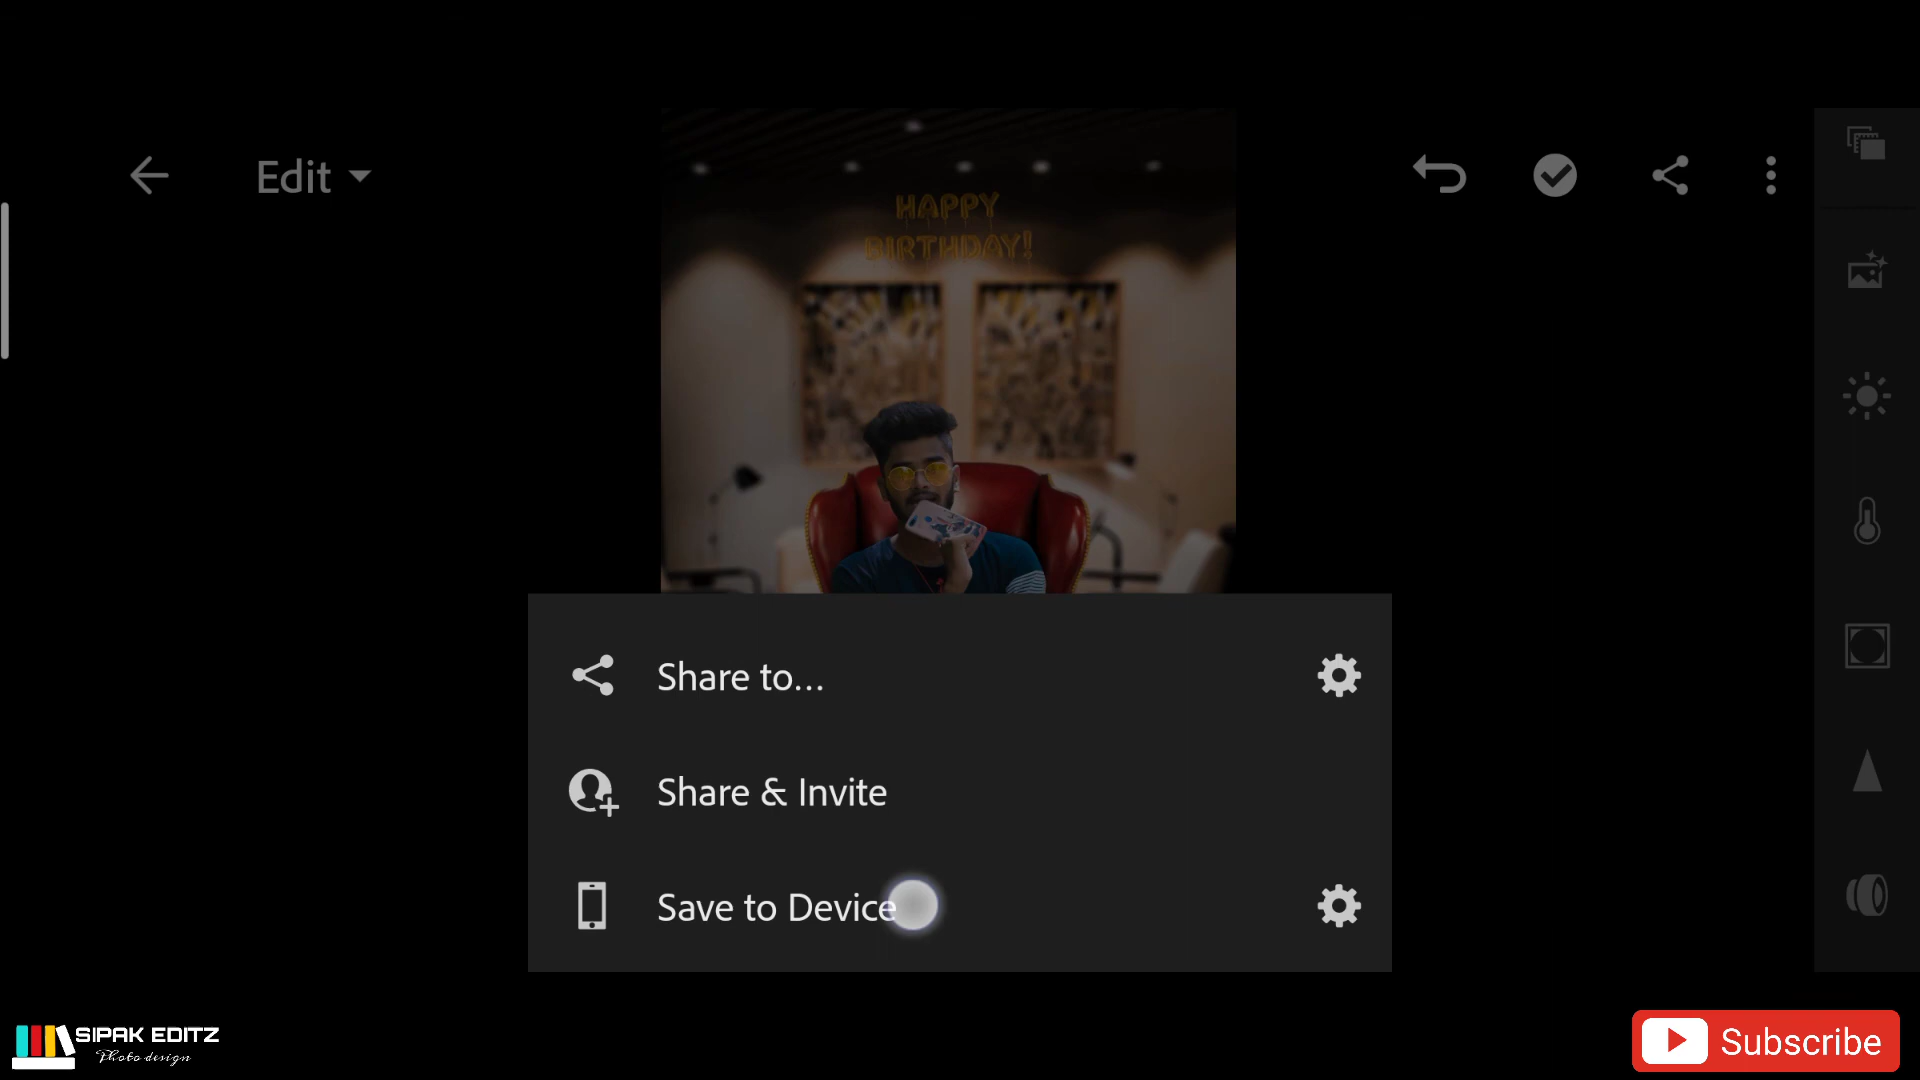 Edit
HAPPY
BIRTHDAY!
Share to...
Share & Invite
Save to Device
SIPAK EDITZ
Photo design
Subscribe